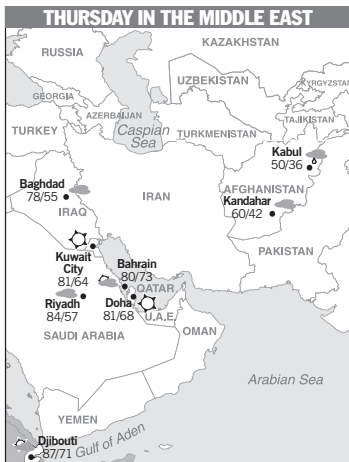 THURSDAY IN THE MIDDLE EAST
KAZAKHSTAN
RUSSIA
UZBEKISTAN
KYRGYZSTAN
GEORGIA
AZERBAIJAN
TAJIKISTAN
TURKEY
Caspian
Sea
TURKMENISTAN
Kabul
50/36
Baghdad
78/55
IRAN
AFGHANISTAN
Kandahar
60/42
IRAQ
PAKISTAN
Kuwait
City
81/64
Bahrain
80/73
QATAR
Riyadh
84/57
Doha
81/68
U.A.E.
SAUDI ARABIA
OMAN
Arabian Sea
YEMEN
Djibouti
87/71
Gulf of Aden